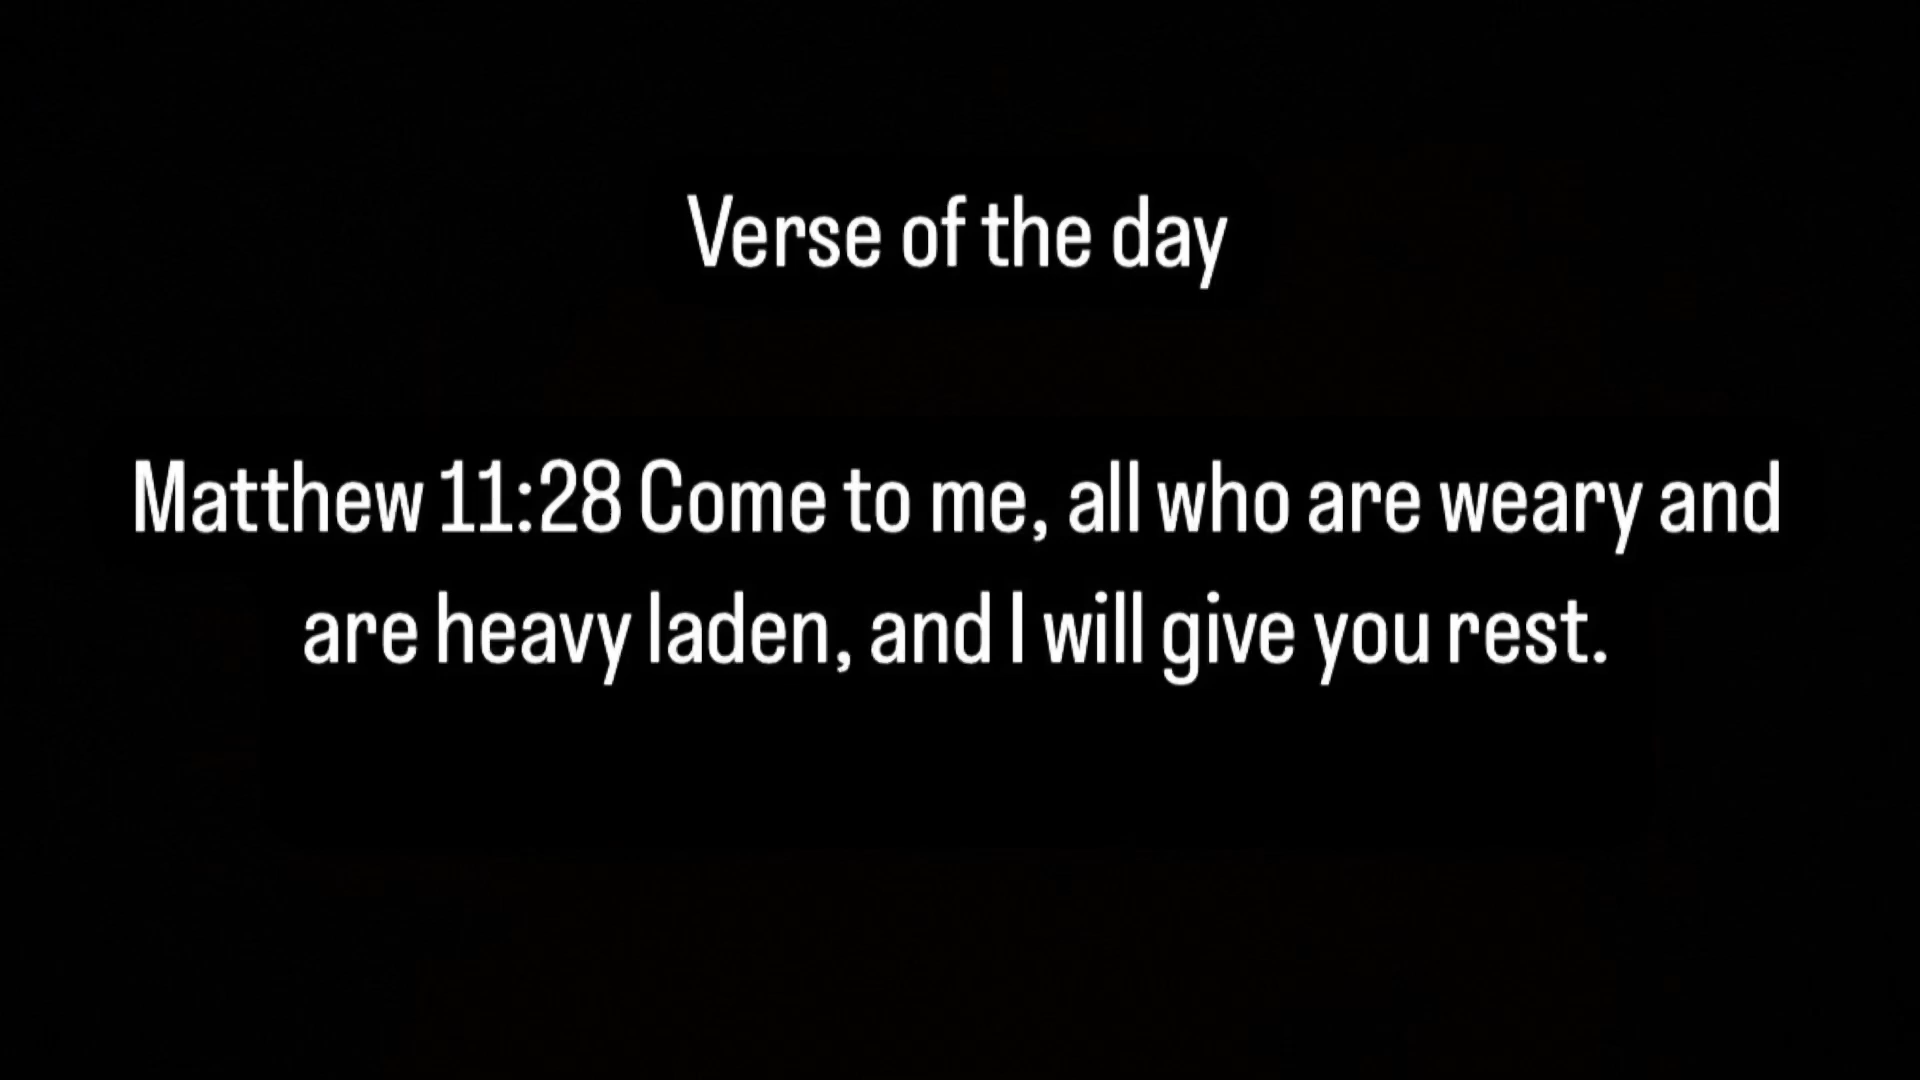 Verse of the day
Matthew 11:28 Come to me, all who are weary and
are heavy laden, and I will give you rest.